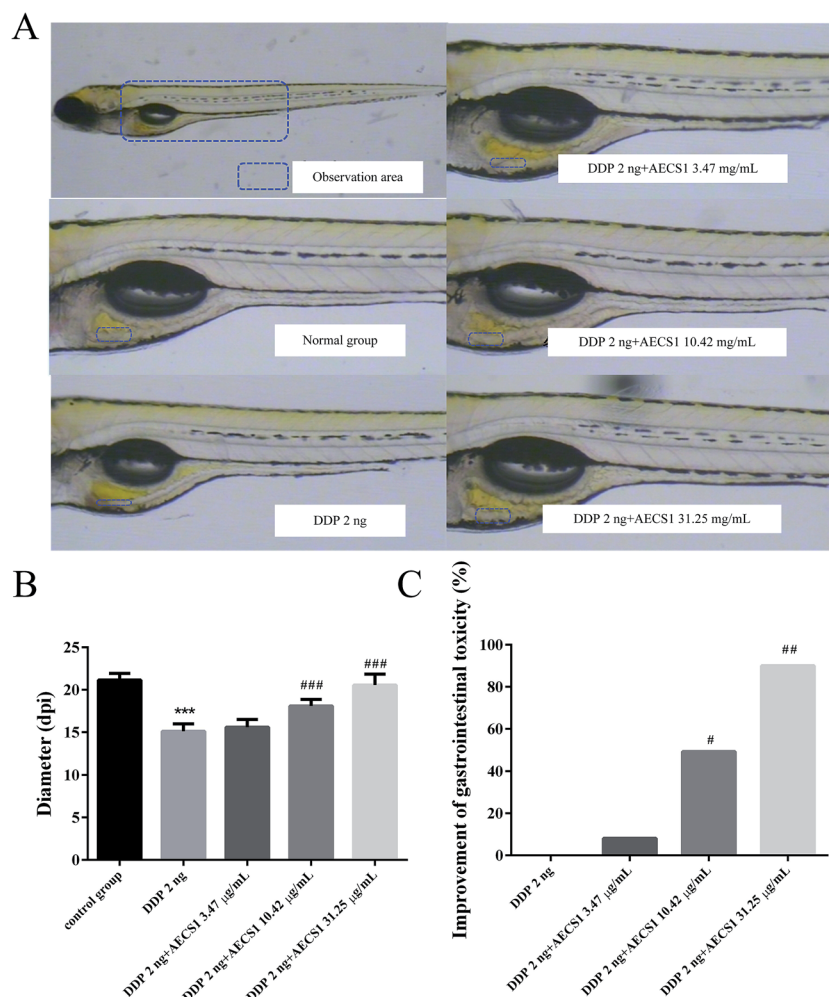 A
Observation area
DDP 2 ng+AECS1 3.47 mg/mL
Normal group
DDP 2 ng+AECS1 10.42 mg/mL
DDP 2 ng
DDP 2 ng+AECS1 31.25 mg/mL
B
Diameter (dpi)
25
20
15
10
5
0
***
###
###
control group
DDP 2 ng
DDP 2 ng+AECS1 3.47 μg/mL
DDP 2 ng+AECS1 10.42 μg/mL
DDP 2 ng+AECS1 31.25 μg/mL
C
Improvement of gastrointestinal toxicity (%)
100
80
60
40
20
0
#
##
DDP 2 ng
DDP 2 ng+AECS1 3.47 μg/mL
DDP 2 ng+AECS1 10.42 μg/mL
DDP 2 ng+AECS1 31.25 μg/mL